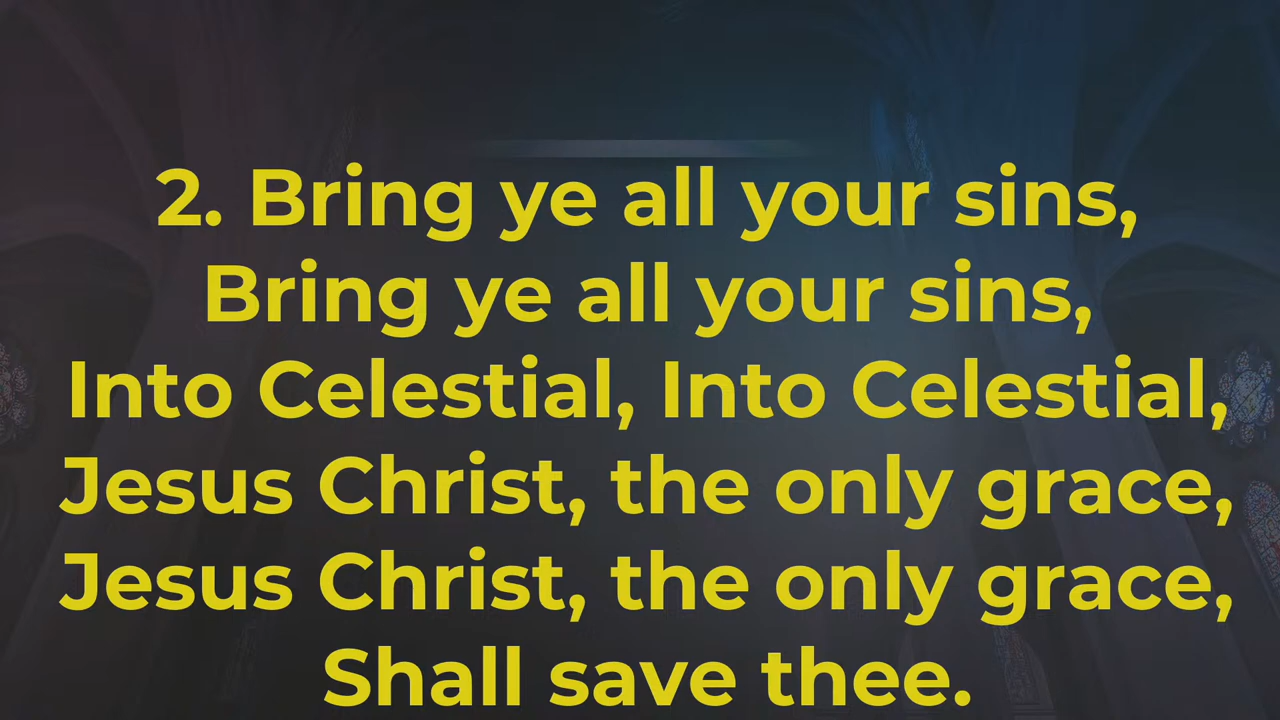 2. Bring ye all your sins,
Bring ye all your sins,
Into Celestial, Into Celestial,
Jesus Christ, the only grace,
Jesus Christ, the only grace,
Shall save thee.